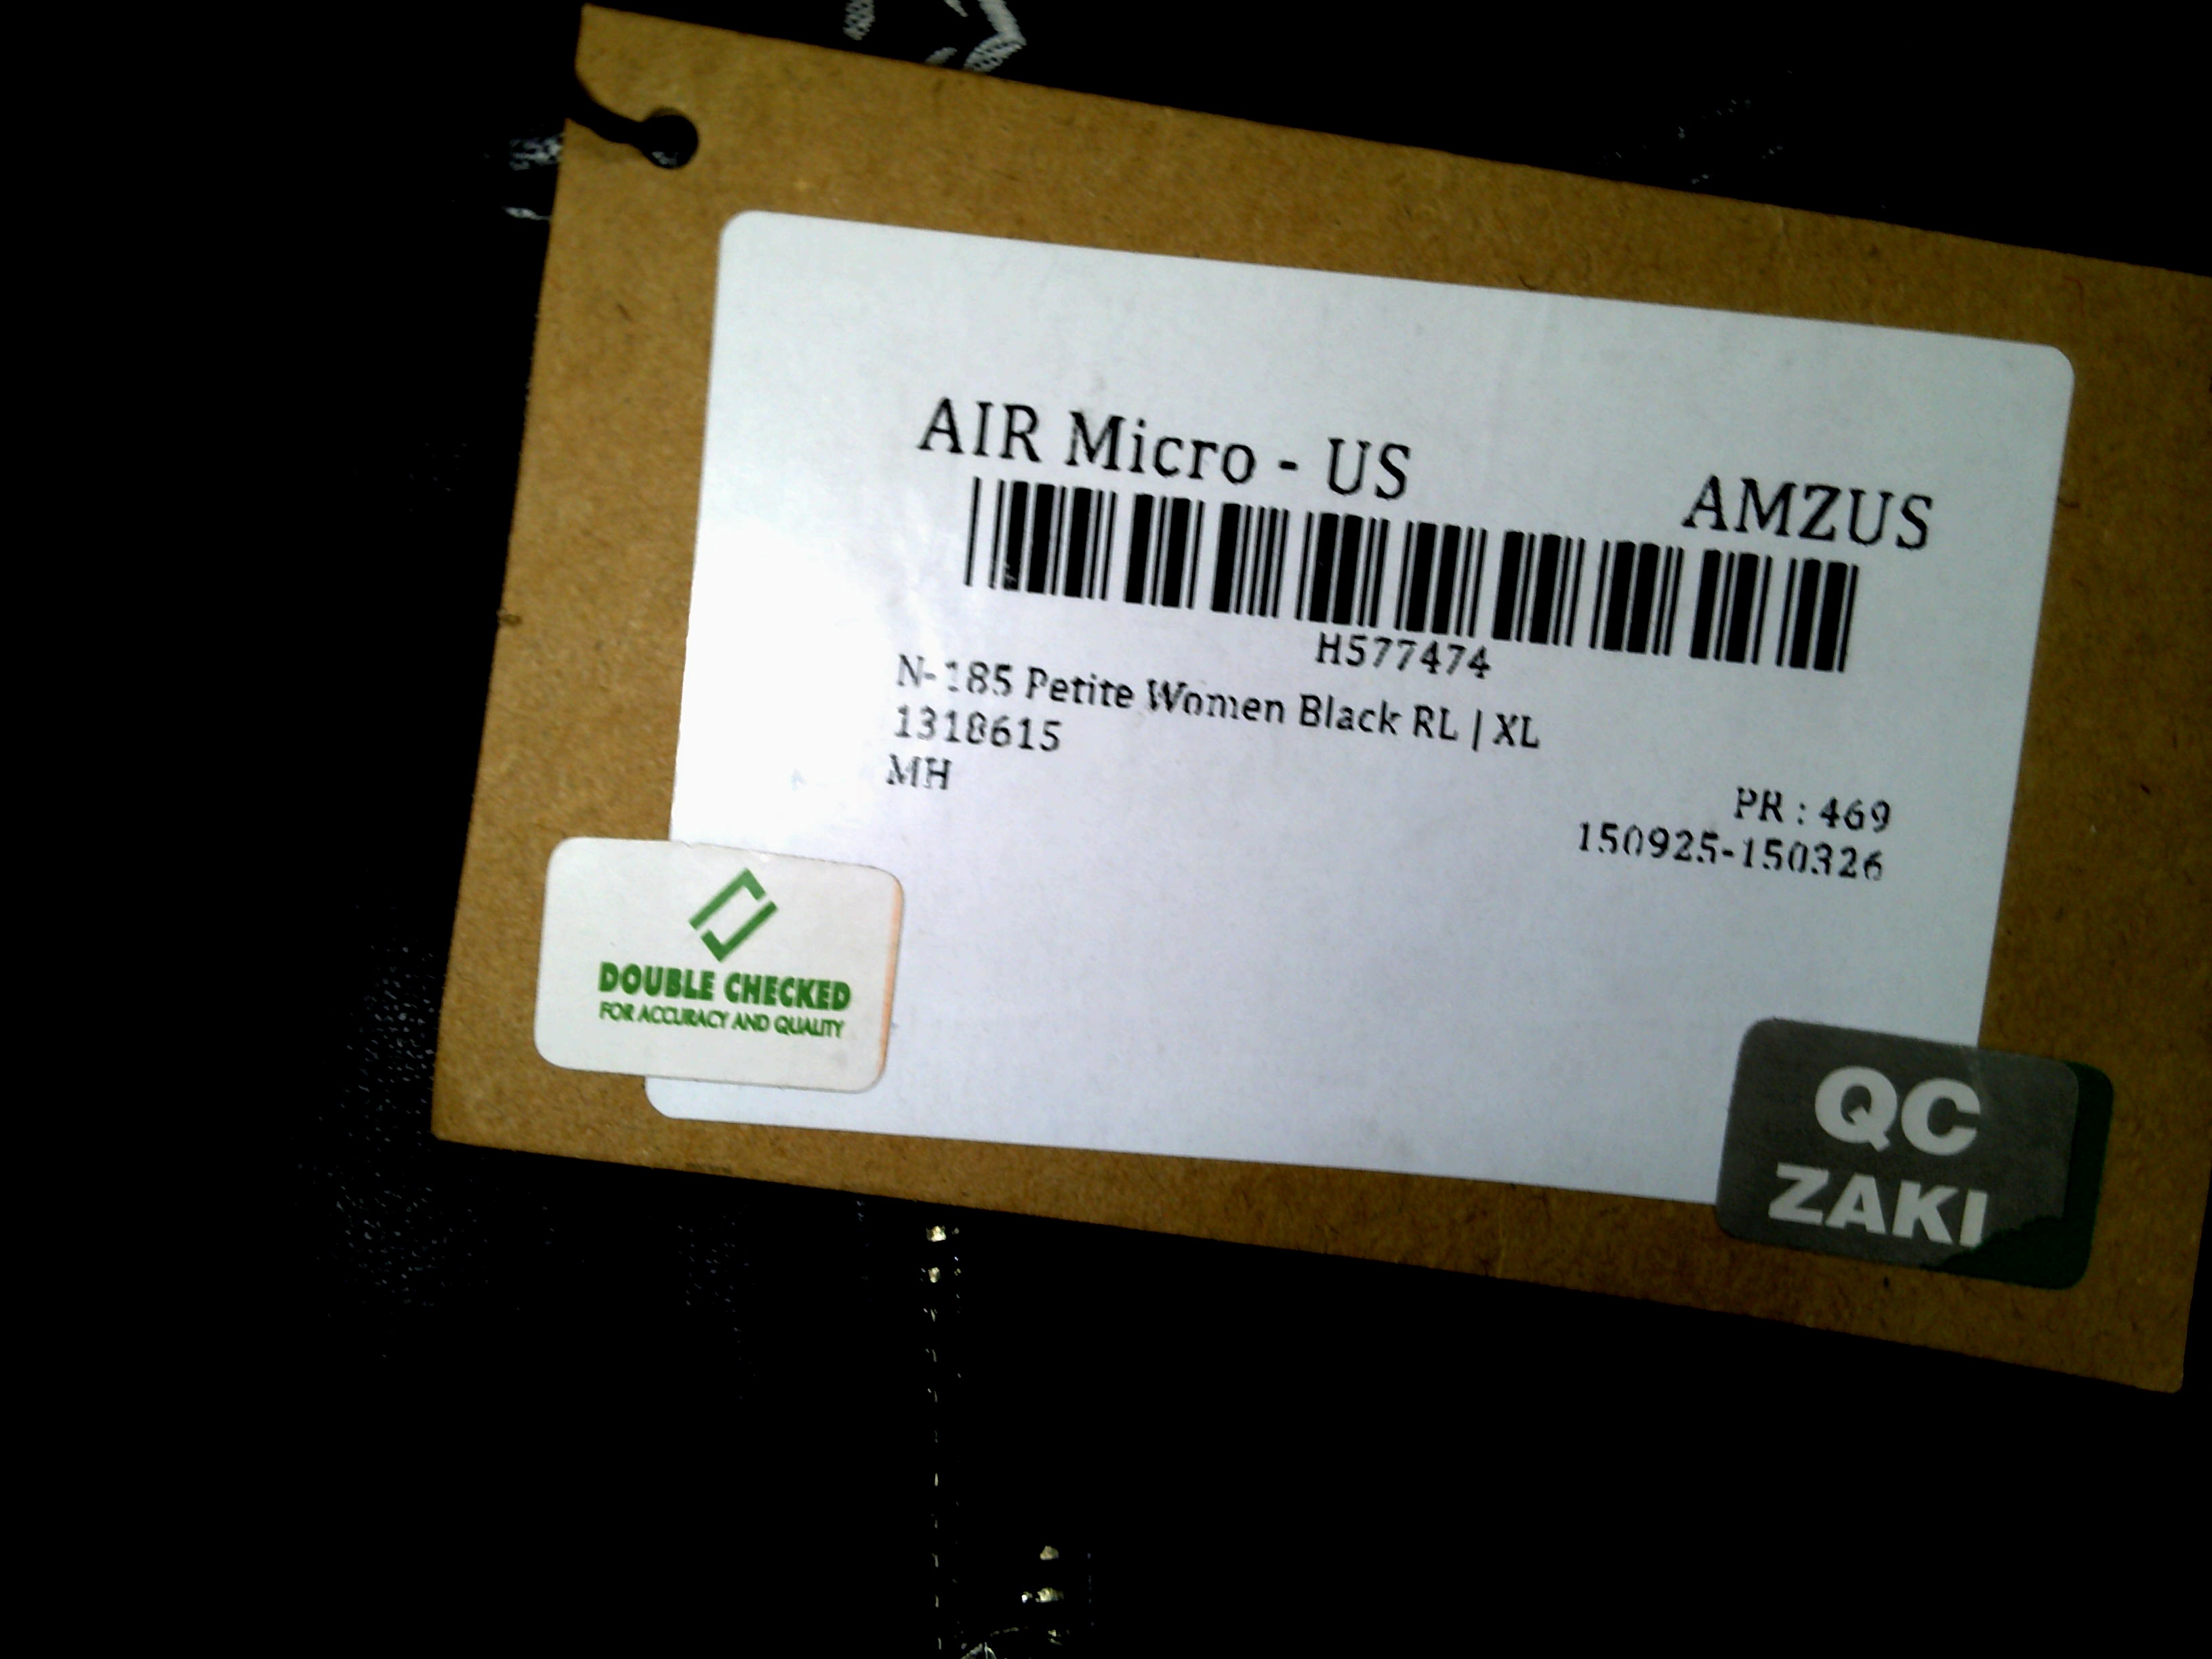 AIR Micro - US
AMZUS
H577474
N-185 Petite Women Black RL | XL
1318615
MH
PR : 469
150925-150326
DOUBLE CHECKED
FOR ACCURACY AND QUALITY
QC
ZAKI